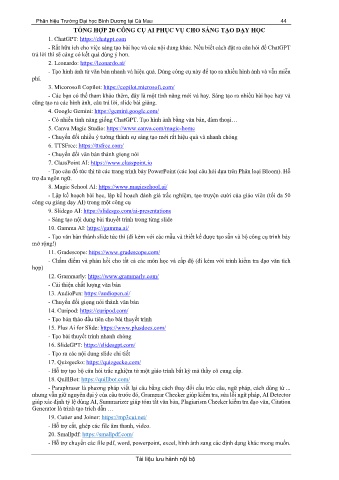 Phân hiệu Trường Đại học Bình Dương tại Cà Mau 44
TỔNG HỢP 20 CÔNG CỤ AI PHỤC VỤ CHO SÁNG TẠO DẠY HỌC
1. ChatGPT: https://chatgpt.com
- Rất hữu ích cho việc sáng tạo bài học và các nội dung khác. Nếu biết cách đặt ra câu hỏi để ChatGPT
trả lời thì sẽ càng có kết quả đúng ý hơn.
2. Leonardo: https://leonardo.ai/
- Tạo hình ảnh từ văn bản nhanh và hiệu quả. Dùng công cụ này để tạo ra nhiều hình ảnh và vẫn miễn
phí.
3. Micorosoft Copilot: https://copilot.microsoft.com/
- Các bạn có thể tham khảo thêm, đây là một tính năng mới và hay. Sáng tạo ra nhiều bài học hay và
công tạo ra các hình ảnh, câu trả lời, slide bài giảng.
4. Google Gemini: https://gemini.google.com/
- Có nhiều tính năng giống ChatGPT. Tạo hình ảnh bằng văn bản, đàm thoại…
5. Canva Magic Studio: https://www.canva.com/magic-home
- Chuyển đổi nhiều ý tưởng thành sự sáng tạo mới rất hiệu quả và nhanh chóng
6. TTSFree: https://ttsfree.com/
- Chuyển đổi văn bản thành giọng nói
7. ClassPoint AI: https://www.classpoint.io
- Tạo câu đố tức thì từ các trang trình bày PowerPoint (các loại câu hỏi dựa trên Phân loại Bloom). Hỗ
trợ đa ngôn ngữ.
8. Magic School AI: https://www.magicschool.ai/
- Lập kế hoạch bài học, lập kế hoạch đánh giá trắc nghiệm, tạo truyện cười của giáo viên (tối đa 50
công cụ giảng dạy AI) trong một công cụ
9. Slidesgo AI: https://slidesgo.com/ai-presentations
- Sáng tạo nội dung bài thuyết trình trong từng slide
10. Gamma AI: https://gamma.ai/
- Tạo văn bản thành slide tức thì (đi kèm với các mẫu và thiết kế được tạo sẵn và bộ công cụ trình bày
mở rộng!)
11. Gradescope: https://www.gradescope.com/
- Chấm điểm và phản hồi cho tất cả các môn học và cấp độ (đi kèm với trình kiểm tra đạo văn tích
hợp)
12. Grammarly: https://www.grammarly.com/
- Cải thiện chất lượng văn bản
13. AudioPen: https://audiopen.ai/
- Chuyển đổi giọng nói thành văn bản
14. Curipod: https://curipod.com/
- Tạo bản thảo đầu tiên cho bài thuyết trình
15. Plus Ai for Slide: https://www.plusdocs.com/
- Tạo bài thuyết trình nhanh chóng
16. SlideGPT: https://slidesgpt.com/
- Tạo ra các nội dung slide chi tiết
17. Quizgecko: https://quizgecko.com/
- Hỗ trợ tạo bộ câu hỏi trắc nghiệm từ một giáo trình bất kỳ mà thầy cô cung cấp.
18. QuillBot: https://quillbot.com/
- Paraphraser là phương pháp viết lại câu bằng cách thay đổi cấu trúc câu, ngữ pháp, cách dùng từ ...
nhưng vẫn giữ nguyên đại ý của câu trước đó, Grammar Checker giúp kiểm tra, sửa lỗi ngữ pháp, AI Detector
giúp xác định tỷ lệ dùng AI, Summarizer giúp tóm tắt văn bản, Plagiarism Checker kiểm tra đạo văn, Citation
Generator là trình tạo trích dẫn …
19. Cutter and Joiner: https://mp3cut.net/
- Hỗ trợ cắt, ghép các file âm thanh, video.
20. Smallpdf: https://smallpdf.com/
- Hỗ trợ chuyển các file pdf, word, powerpoint, excel, hình ảnh sang các định dạng khác mong muốn.
Tài liệu lưu hành nội bộ